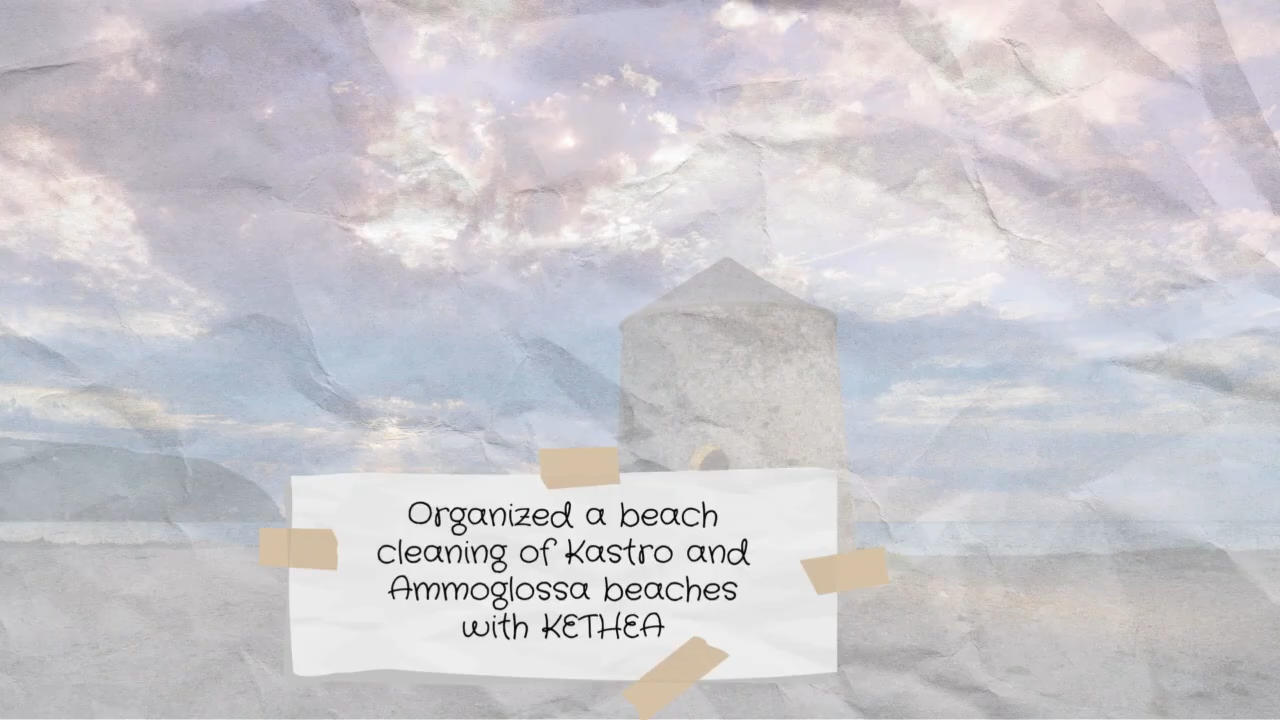 Organized a beach
cleaning of Kastro and
Ammoglossa beaches
with KETHEA